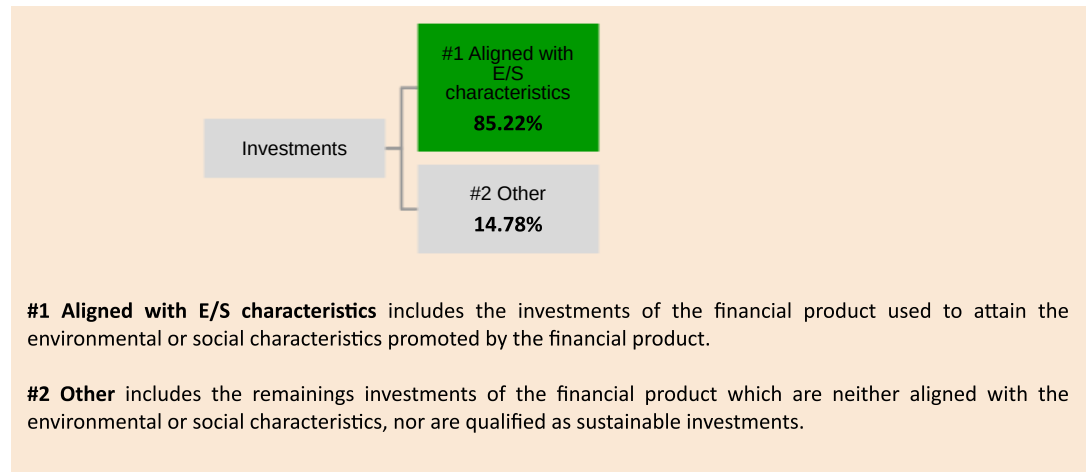 #1 Aligned with
E/S
characteristics
85.22%
Investments
#2 Other
14.78%
#1 Aligned with E/S characteristics includes the investments of the financial product used to attain the
environmental or social characteristics promoted by the financial product.
#2 Other includes the remainings investments of the financial product which are neither aligned with the
environmental or social characteristics, nor are qualified as sustainable investments.